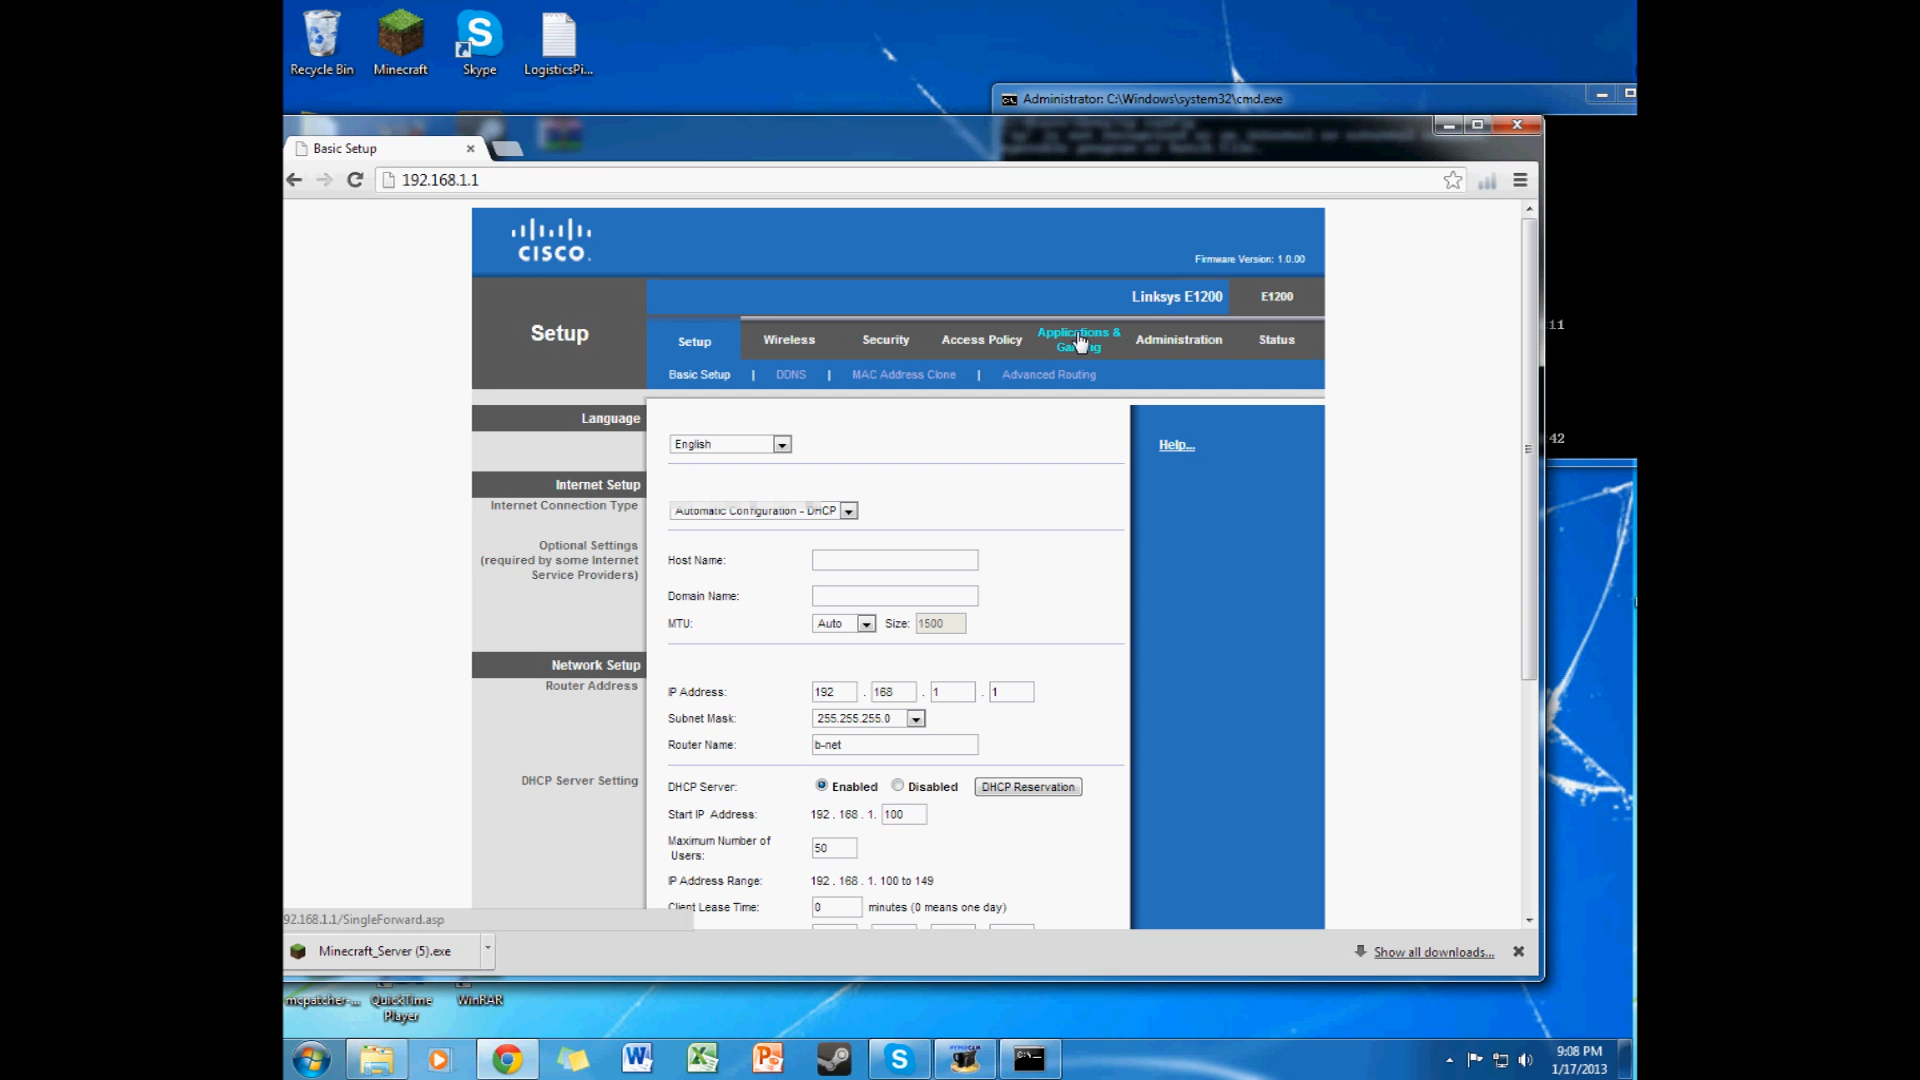 Recycle Bin
Minecraft
Skype
LogisticsPi...
Administrator: C:\Windows\system32\cmd.exe
Basic Setup
192.168.1.1
CISCO
Firmware Version: 1.0.00
Linksys E1200
E1200
Setup
Setup
Wireless
Security
Access Policy
Applications &
Administration
Status
Basic Setup | DDNS | MAC Address Clone | Advanced Routing
Language
English
Help...
Internet Setup
Internet Connection Type
Automatic Configuration - DHCP
Optional Settings
(required by some Internet
Service Providers)
Host Name:
Domain Name:
MTU: Auto Size: 1500
Network Setup
Router Address
IP Address: 192 . 168 . 1 . 1
Subnet Mask: 255.255.255.0
Router Name: b-net
DHCP Server Setting
DHCP Server: Enabled Disabled DHCP Reservation
Start IP Address: 192 . 168 . 1. 100
Maximum Number of
Users: 50
IP Address Range: 192 . 168 . 1. 100 to 149
Client Lease Time: 0 minutes (0 means one day)
11
42
92.168.1.1/SingleForward.asp
Minecraft_Server (5).exe
Show all downloads...
mcpatcher-...
QuickTime
Player
WinRAR
9:08 PM
1/17/2013